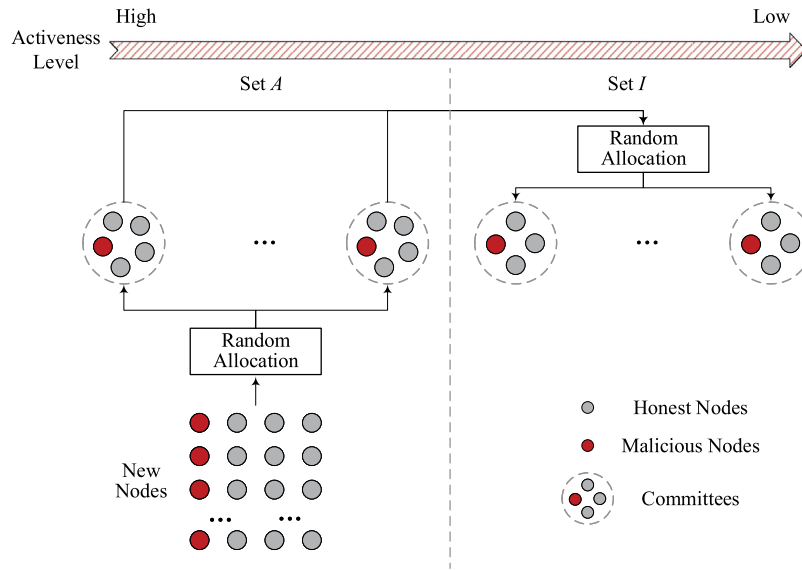 High
Low
Activeness
Level
Set A
Set I
Random
Allocation
...
...
Random
Allocation
New
Nodes
... ...
Honest Nodes
Malicious Nodes
Committees